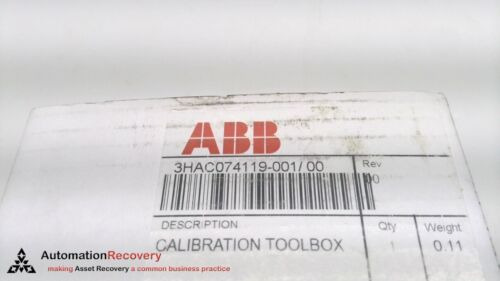 ABB
3HAC074119-001/00
Rev
00
DESCRIPTION
Qty
Weight
CALIBRATION TOOLBOX
1
0.11
AutomationRecovery
making Asset Recovery a common business practice